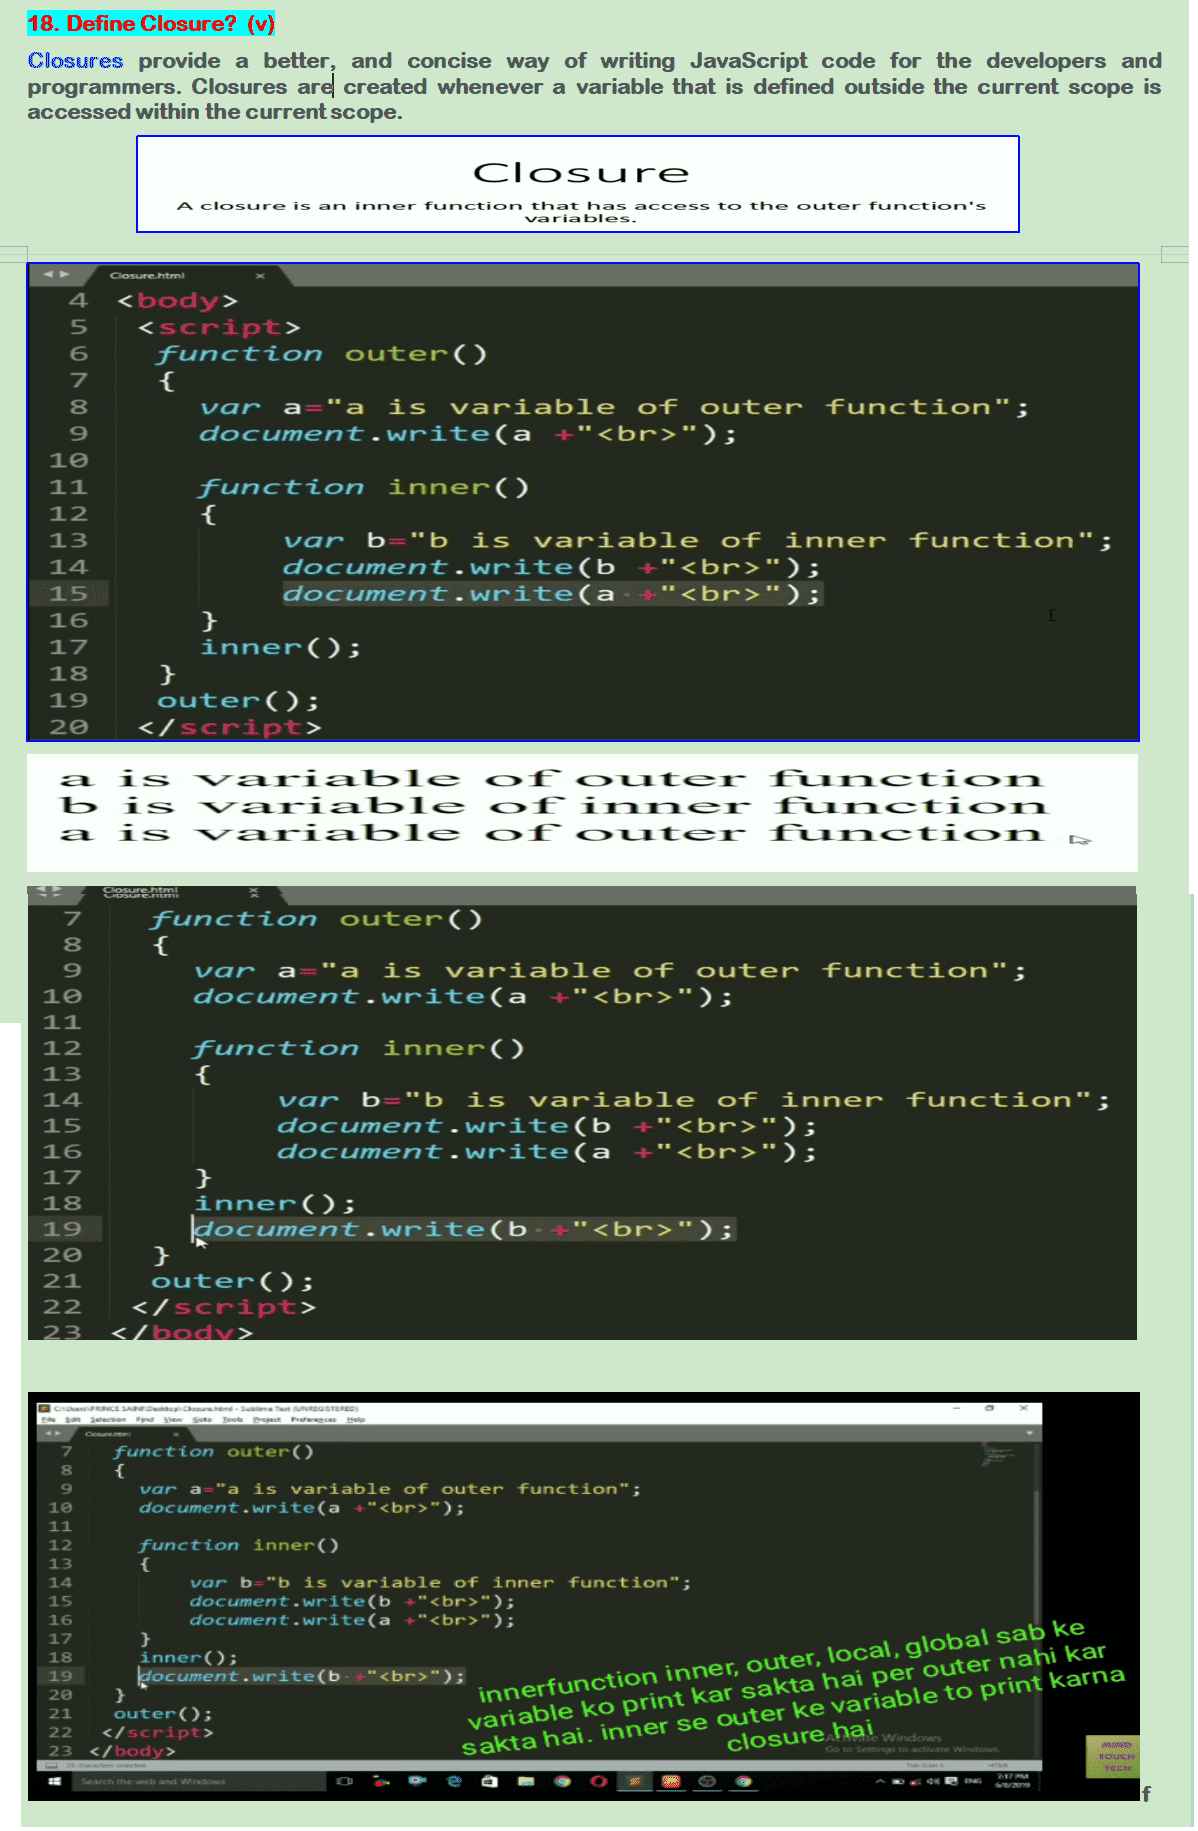 18. Define Closure? (v)
Closures provide a better, and concise way of writing JavaScript code for the developers and
programmers. Closures are created whenever a variable that is defined outside the current scope is
accessed within the current scope.
Closure
A closure is an inner function that has access to the outer function's
variables.
Closure.html ×
4 <body>
5 <script>
6 function outer()
7 {
8 var a="a is variable of outer function";
9 document.write(a +"<br>");
10
11 function inner()
12 {
13 var b="b is variable of inner function";
14 document.write(b +"<br>");
15 document.write(a +"<br>");
16 }
17 inner();
18 }
19 outer();
20 </script>
a is variable of outer function
b is variable of inner function
a is variable of outer function
Closure.html ×
7 function outer()
8 {
9 var a="a is variable of outer function";
10 document.write(a +"<br>");
11
12 function inner()
13 {
14 var b="b is variable of inner function";
15 document.write(b +"<br>");
16 document.write(a +"<br>");
17 }
18 inner();
19 document.write(b +"<br>");
20 }
21 outer();
22 </script>
23 </body>
C:\Users\PRINCE SAINI\Desktop\Closure.html - Sublime Text (UNREGISTERED)
File Edit Selection Find View Goto Tools Project Preferences Help
Closure.html ×
7 function outer()
8 {
9 var a="a is variable of outer function";
10 document.write(a +"<br>");
11
12 function inner()
13 {
14 var b="b is variable of inner function";
15 document.write(b +"<br>");
16 document.write(a +"<br>");
17 }
18 inner();
19 document.write(b +"<br>");
20 }
21 outer();
22 </script>
23 </body>
innerfunction inner, outer, local, global sab ke
variable ko print kar sakta hai per outer nahi kar
sakta hai. inner se outer ke variable to print karna
closure hai
Activate Windows
Go to Settings to activate Windows.
MIND
TOUCH
TECH
26 characters selected
Tab Size: 4 HTML
Search the web and Windows
ENG
7:17 PM
6/8/2019
f